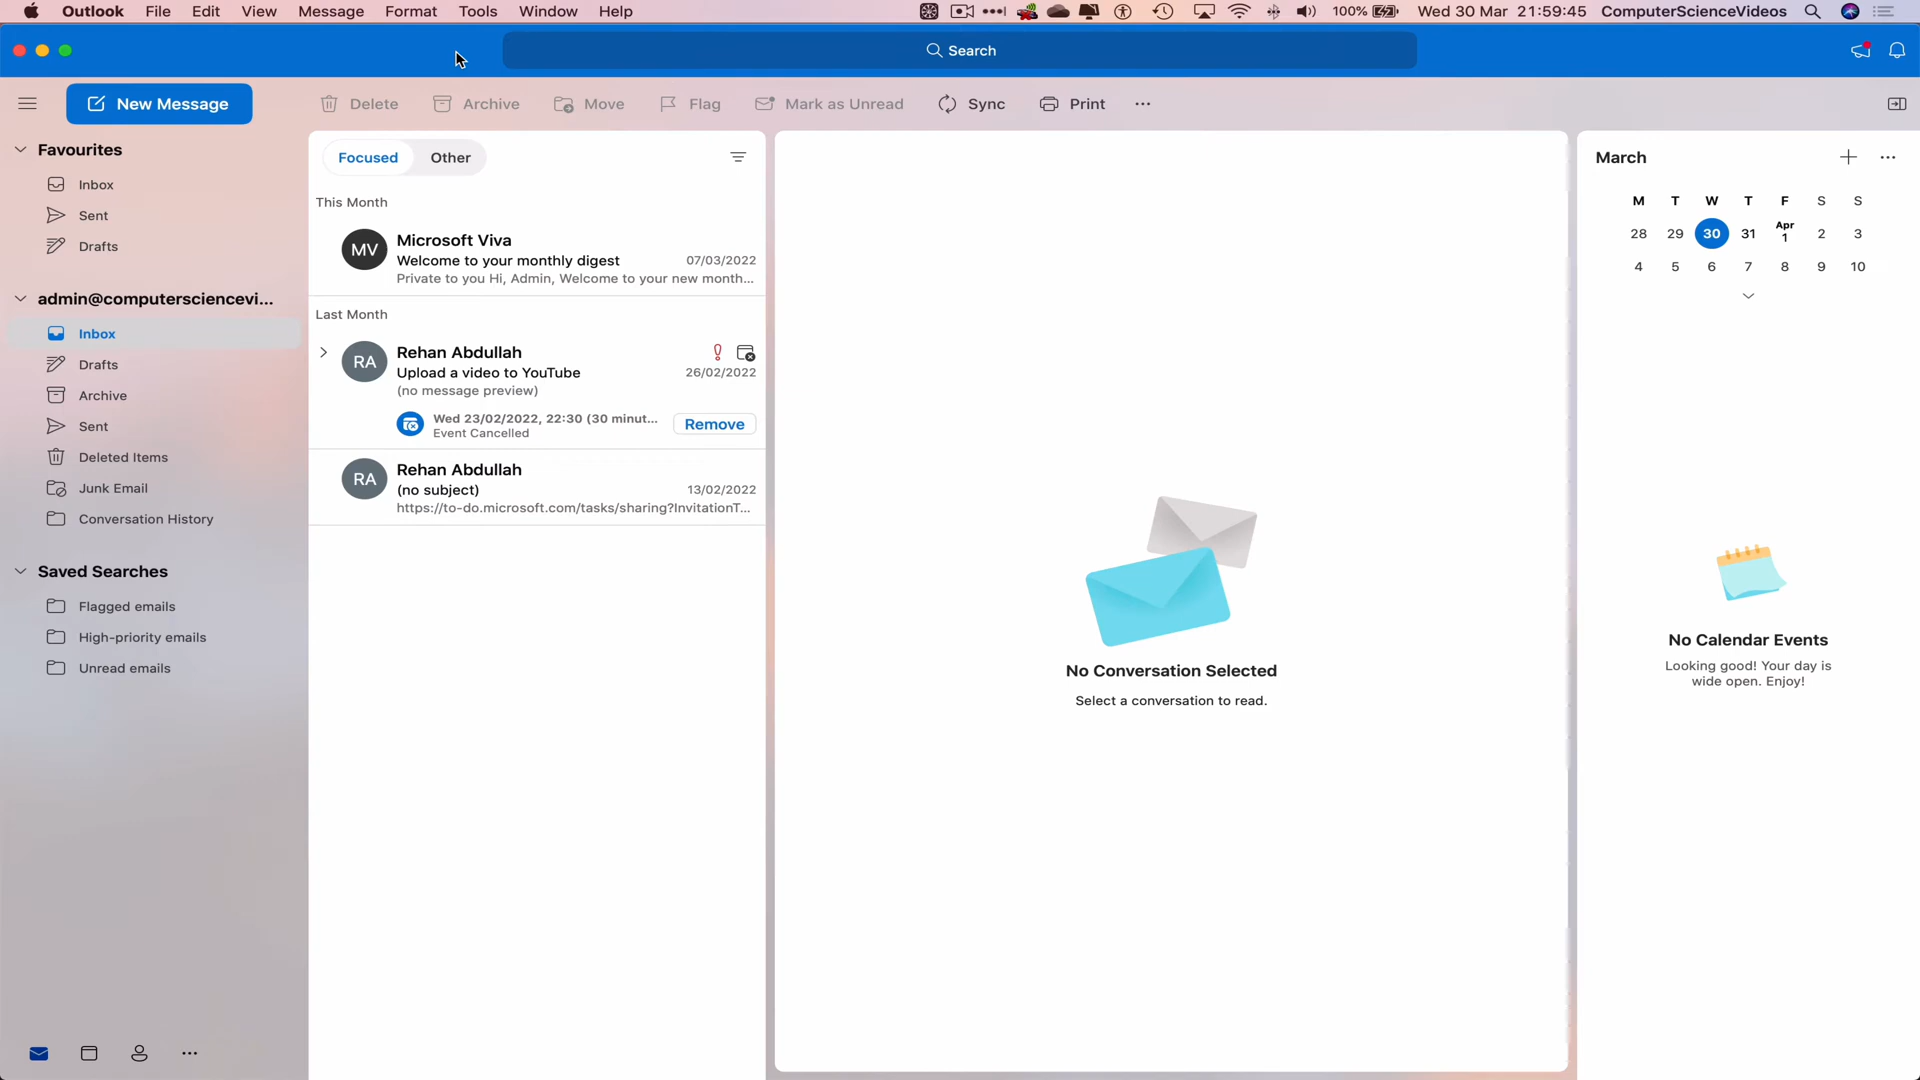 Outlook File Edit View Message Format Tools Window Help 100% Wed 30 Mar 21:59:45 ComputerScienceVideos
Search
New Message
Delete Archive Move Flag Mark as Unread Sync Print
Favourites
Inbox
Sent
Drafts
admin@computersciencevi...
Inbox
Drafts
Archive
Sent
Deleted Items
Junk Email
Conversation History
Saved Searches
Flagged emails
High-priority emails
Unread emails
Focused Other
This Month
MV
Microsoft Viva
Welcome to your monthly digest 07/03/2022
Private to you Hi, Admin, Welcome to your new month...
Last Month
RA
Rehan Abdullah
Upload a video to YouTube 26/02/2022
(no message preview)
Wed 23/02/2022, 22:30 (30 minut...
Event Cancelled
Remove
RA
Rehan Abdullah
(no subject) 13/02/2022
https://to-do.microsoft.com/tasks/sharing?InvitationT...
No Conversation Selected
Select a conversation to read.
March
M T W T F S S
28 29 30 31 Apr 1 2 3
4 5 6 7 8 9 10
No Calendar Events
Looking good! Your day is
wide open. Enjoy!